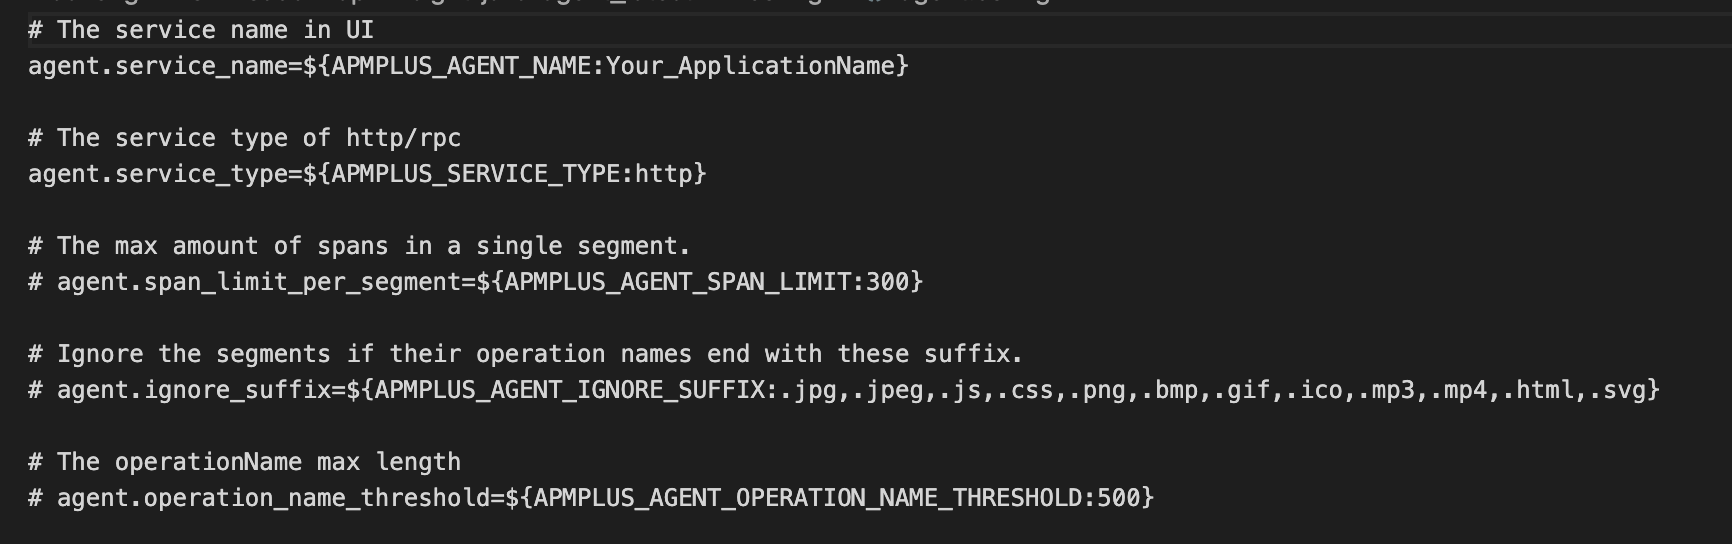 # The service name in UI
agent.service_name=${APMPLUS_AGENT_NAME:Your_ApplicationName}
# The service type of http/rpc
agent.service_type=${APMPLUS_SERVICE_TYPE:http}
# The max amount of spans in a single segment.
# agent.span_limit_per_segment=${APMPLUS_AGENT_SPAN_LIMIT:300}
# Ignore the segments if their operation names end with these suffix.
# agent.ignore_suffix=${APMPLUS_AGENT_IGNORE_SUFFIX:.jpg,.jpeg,.js,.css,.png,.bmp,.gif,.ico,.mp3,.mp4,.html,.svg}
# The operationName max length
# agent.operation_name_threshold=${APMPLUS_AGENT_OPERATION_NAME_THRESHOLD:500}